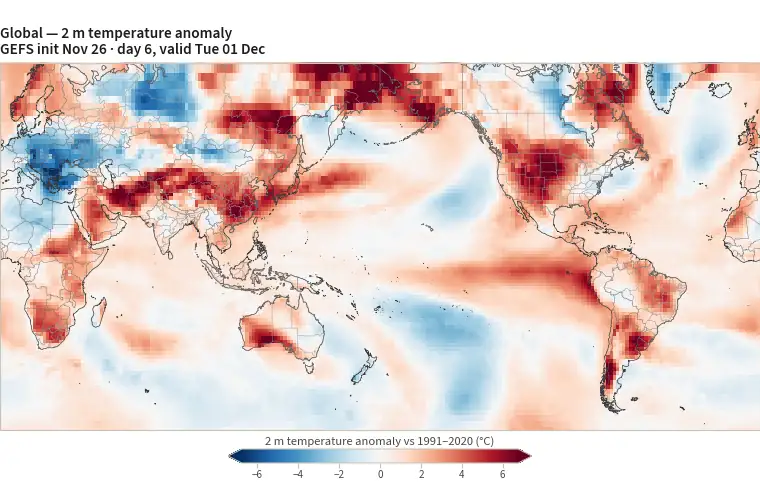 Global — 2 m temperature anomaly
GEFS init Nov 26 · day 6, valid Tue 01 Dec
2 m temperature anomaly vs 1991–2020 (°C)
−6 −4 −2 0 2 4 6